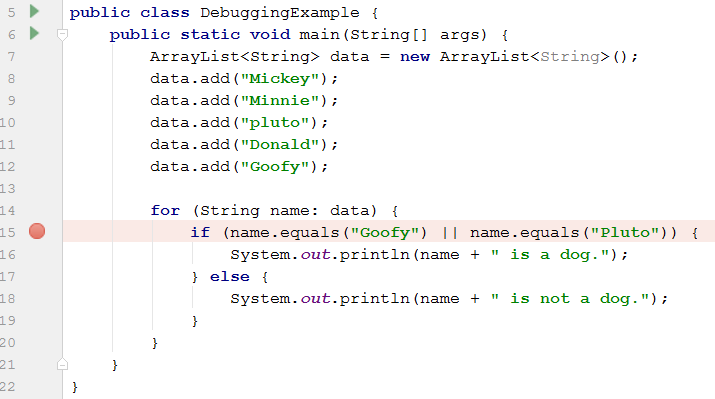 5 public class DebuggingExample {
6 public static void main(String[] args) {
7 ArrayList<String> data = new ArrayList<String>();
8 data.add("Mickey");
9 data.add("Minnie");
10 data.add("pluto");
11 data.add("Donald");
12 data.add("Goofy");
13
14 for (String name: data) {
15 if (name.equals("Goofy") || name.equals("Pluto")) {
16 System.out.println(name + " is a dog.");
17 } else {
18 System.out.println(name + " is not a dog.");
19 }
20 }
21 }
22 }